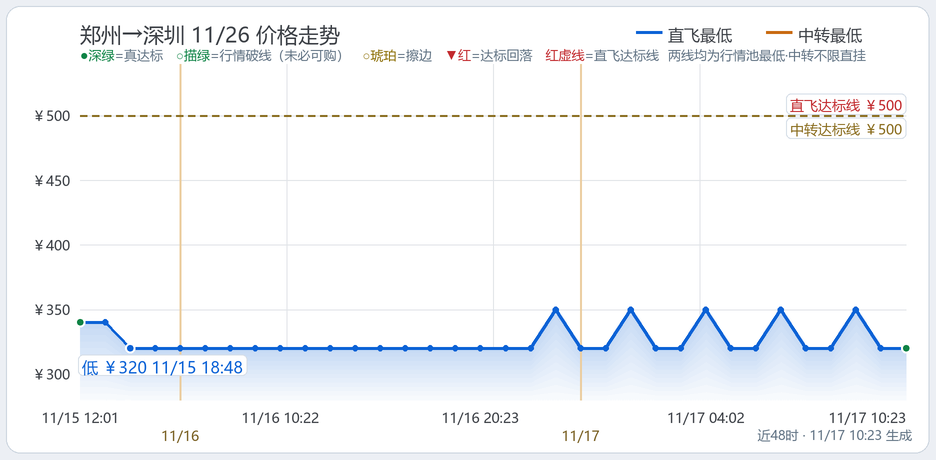 郑州→深圳 11/26 价格走势
直飞最低
中转最低
●深绿=真达标 ○描绿=行情破线（未必可购） ○琥珀=擦边 ▼红=达标回落 红虚线=直飞达标线 两线均为行情池最低·中转不限直挂
直飞达标线 ￥500
中转达标线 ￥500
￥500
￥450
￥400
￥350
￥300
低 ￥320 11/15 18:48
11/15 12:01
11/16 10:22
11/16 20:23
11/17 04:02
11/17 10:23
11/16
11/17
近48时 · 11/17 10:23 生成